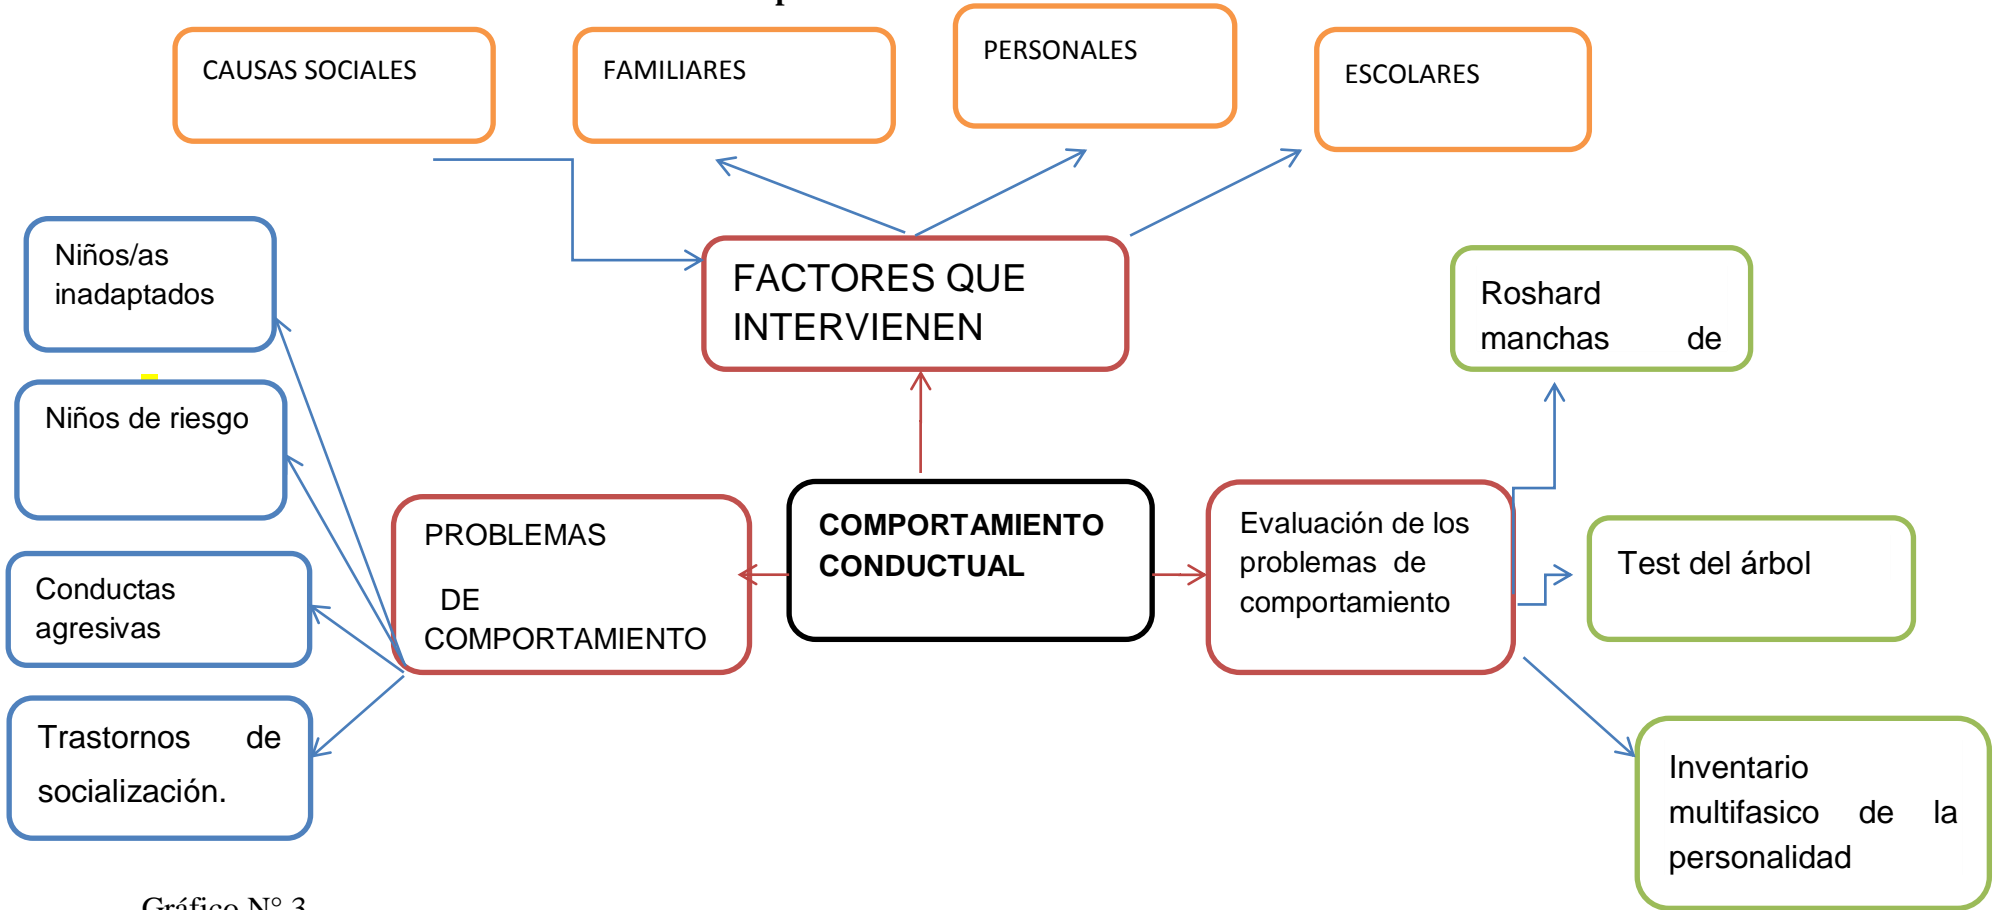 CAUSAS SOCIALES
FAMILIARES
PERSONALES
ESCOLARES
FACTORES QUE
INTERVIENEN
Niños/as
inadaptados
Niños de riesgo
Conductas
agresivas
Trastornos de
socialización.
PROBLEMAS
DE
COMPORTAMIENTO
COMPORTAMIENTO
CONDUCTUAL
Evaluación de los
problemas de
comportamiento
Roshard
manchas de
Test del árbol
Inventario
multifasico de la
personalidad
Gráfico N° 3